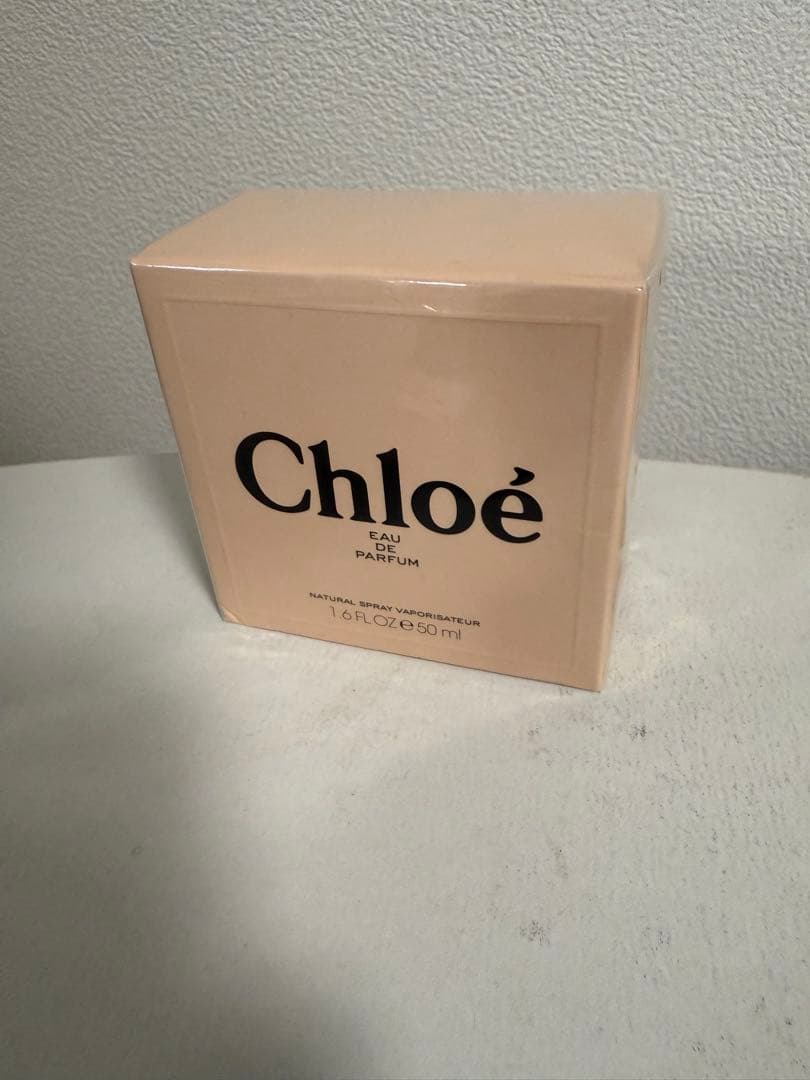 Chloé
EAU
DE
PARFUM
NATURAL SPRAY VAPORISATEUR
1.6 FL OZ e 50 ml